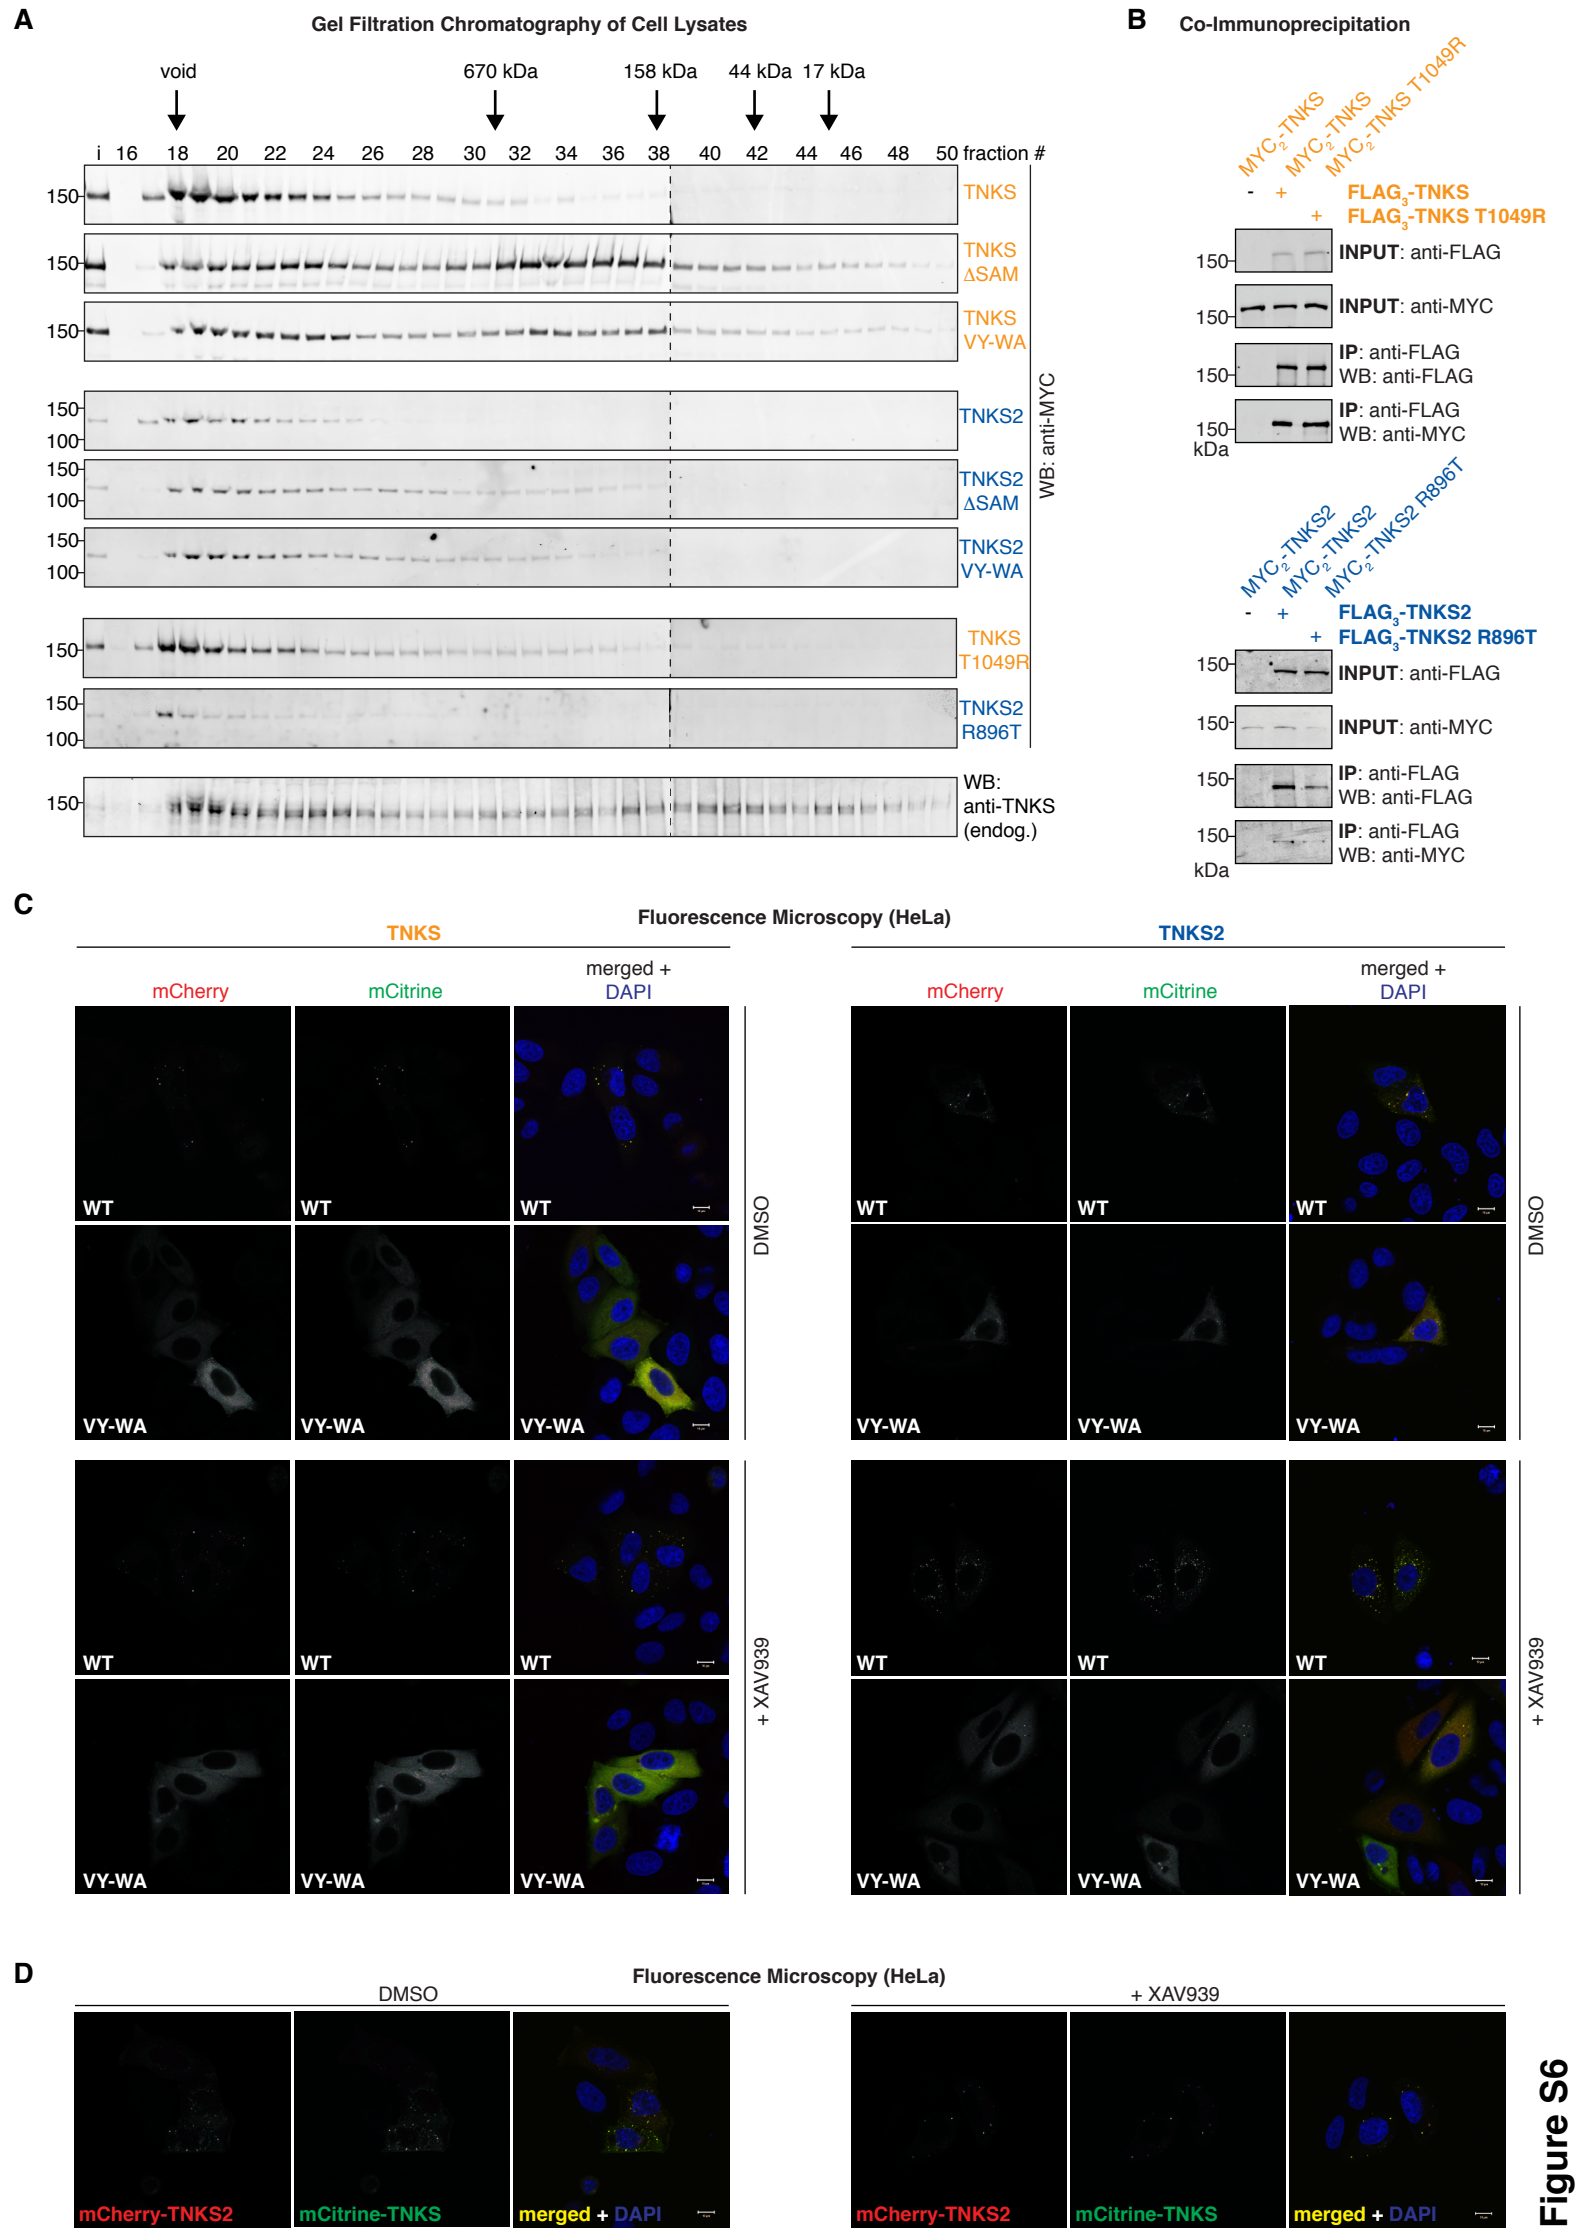 A
Gel Filtration Chromatography of Cell Lysates
void
670 kDa
158 kDa
44 kDa
17 kDa
i 16 18 20 22 24 26 28 30 32 34 36 38 40 42 44 46 48 50 fraction #
150
TNKS
150
TNKS
ΔSAM
150
TNKS
VY-WA
150
100
TNKS2
150
100
TNKS2
ΔSAM
150
100
TNKS2
VY-WA
150
TNKS
T1049R
150
100
TNKS2
R896T
WB: anti-MYC
150
WB:
anti-TNKS
(endog.)
B
Co-Immunoprecipitation
MYC2-TNKS
MYC2-TNKS
MYC2-TNKS T1049R
- + FLAG3-TNKS
+ FLAG3-TNKS T1049R
150
INPUT: anti-FLAG
150
INPUT: anti-MYC
150
IP: anti-FLAG
WB: anti-FLAG
150
kDa
IP: anti-FLAG
WB: anti-MYC
MYC2-TNKS2
MYC2-TNKS2
MYC2-TNKS2 R896T
- + FLAG3-TNKS2
+ FLAG3-TNKS2 R896T
150
INPUT: anti-FLAG
150
INPUT: anti-MYC
150
IP: anti-FLAG
WB: anti-FLAG
150
kDa
IP: anti-FLAG
WB: anti-MYC
C
Fluorescence Microscopy (HeLa)
TNKS
mCherry
mCitrine
merged +
DAPI
WT
WT
WT
VY-WA
VY-WA
VY-WA
DMSO
WT
WT
WT
VY-WA
VY-WA
VY-WA
+ XAV939
TNKS2
mCherry
mCitrine
merged +
DAPI
WT
WT
WT
VY-WA
VY-WA
VY-WA
DMSO
WT
WT
WT
VY-WA
VY-WA
VY-WA
+ XAV939
D
Fluorescence Microscopy (HeLa)
DMSO
mCherry-TNKS2
mCitrine-TNKS
merged + DAPI
+ XAV939
mCherry-TNKS2
mCitrine-TNKS
merged + DAPI
Figure S6